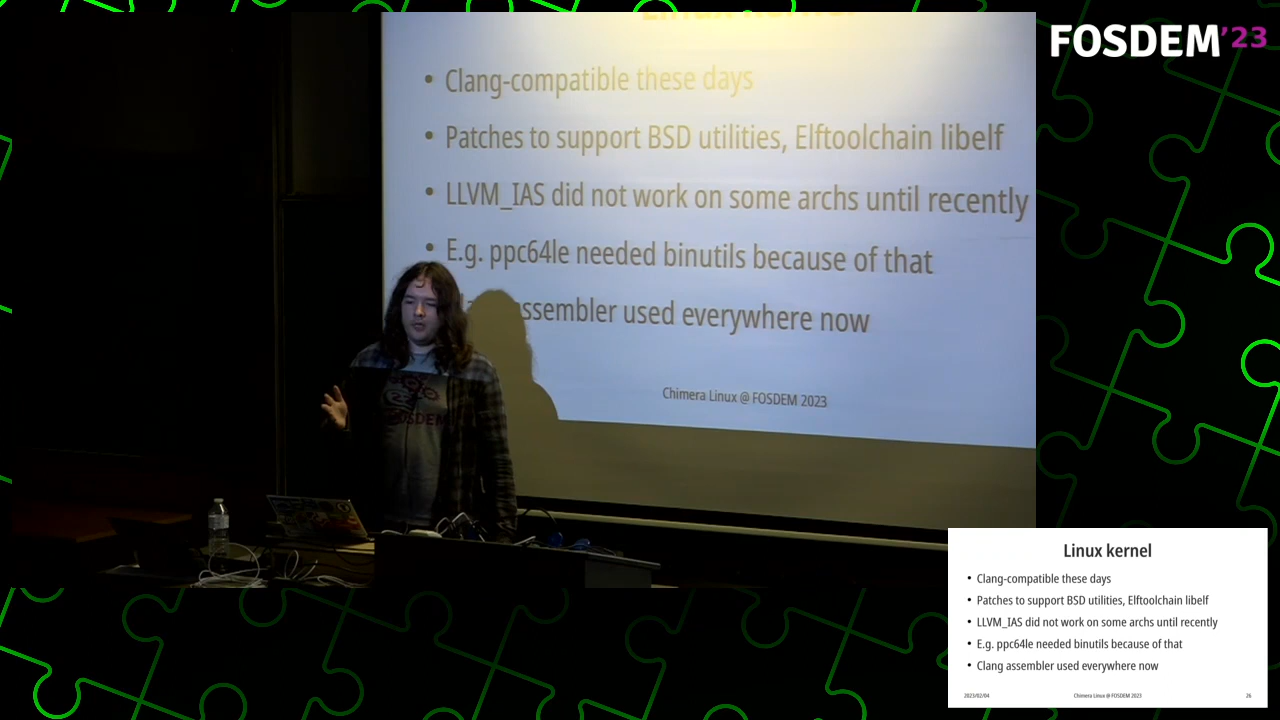 FOSDEM'23
Linux kernel
• Clang-compatible these days
• Patches to support BSD utilities, Elftoolchain libelf
• LLVM_IAS did not work on some archs until recently
• E.g. ppc64le needed binutils because of that
assembler used everywhere now
Chimera Linux @ FOSDEM 2023
FOSDEM
Linux kernel
• Clang-compatible these days
• Patches to support BSD utilities, Elftoolchain libelf
• LLVM_IAS did not work on some archs until recently
• E.g. ppc64le needed binutils because of that
• Clang assembler used everywhere now
2023/02/04 Chimera Linux @ FOSDEM 2023 26